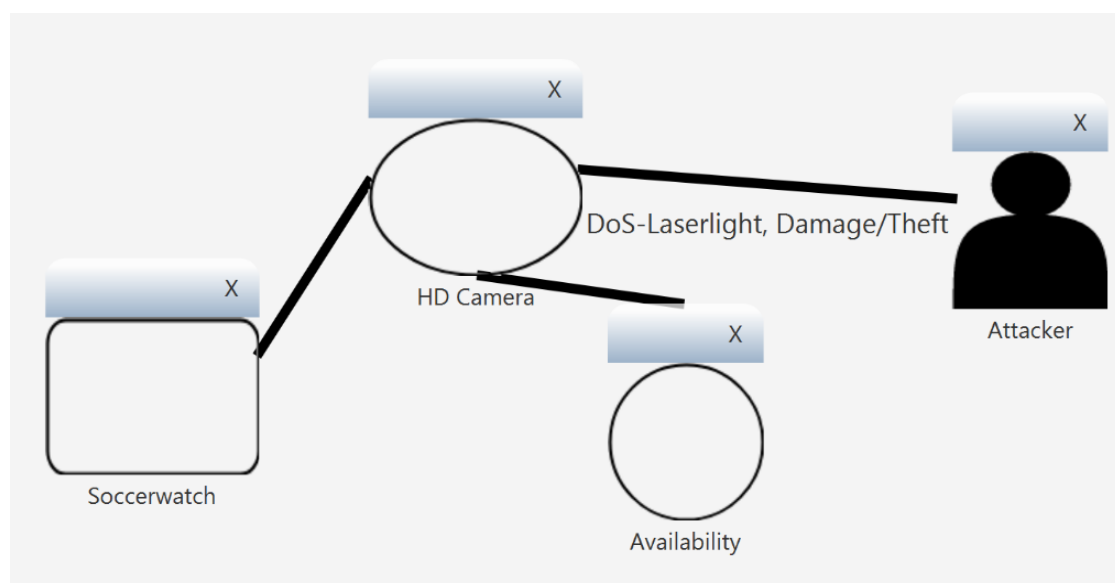 X
X
DoS-Laserlight, Damage/Theft
HD Camera
X
Attacker
X
Soccerwatch
X
Availability